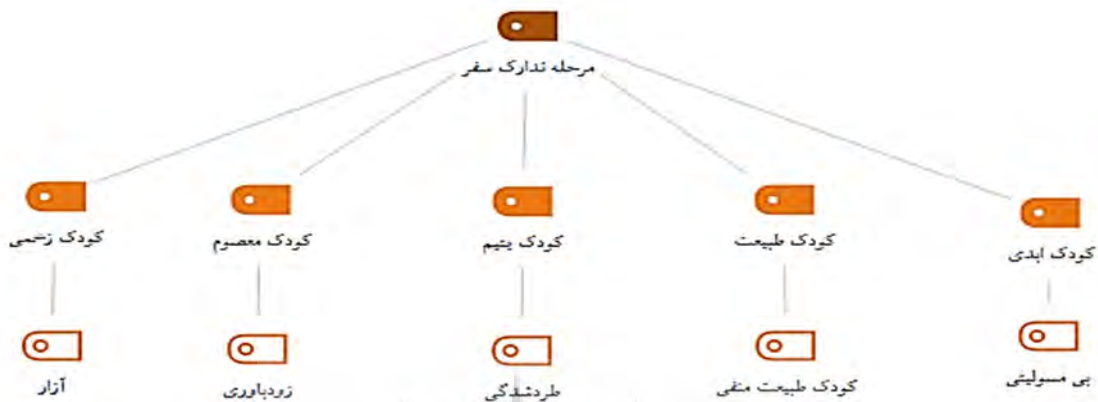 مرحله تدارک سفر
کودک ابدی
کودک طبیعت
کودک یتیم
کودک معصوم
کودک زخمی
بی مسولیتی
کودک طبیعت منفی
طردشدگی
زودباوری
آزار